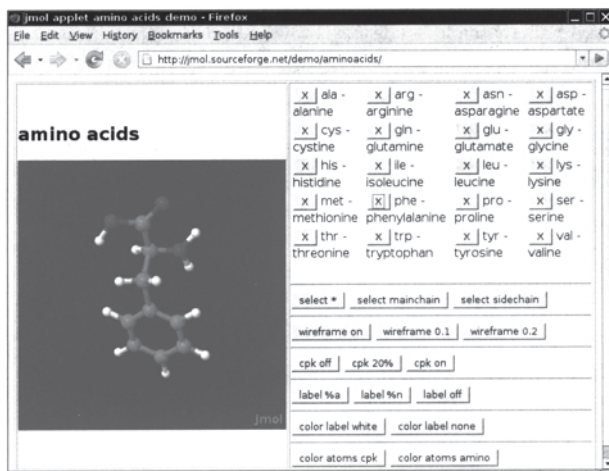 jmol applet amino acids demo - Firefox
File Edit View History Bookmarks Tools Help
http://jmol.sourceforge.net/demo/aminoacids/
amino acids
jmol
x ala - x arg - x asn - x asp -
alanine arginine asparagine aspartate
x cys - x gln - x glu - x gly -
cystine glutamine glutamate glycine
x his - x ile - x leu - x lys -
histidine isoleucine leucine lysine
x met - x phe - x pro - x ser -
methionine phenylalanine proline serine
x thr - x trp - x tyr - x val -
threonine tryptophan tyrosine valine
select * select mainchain select sidechain
wireframe on wireframe 0.1 wireframe 0.2
cpk off cpk 20% cpk on
label %a label %n label off
color label white color label none
color atoms cpk color atoms amino